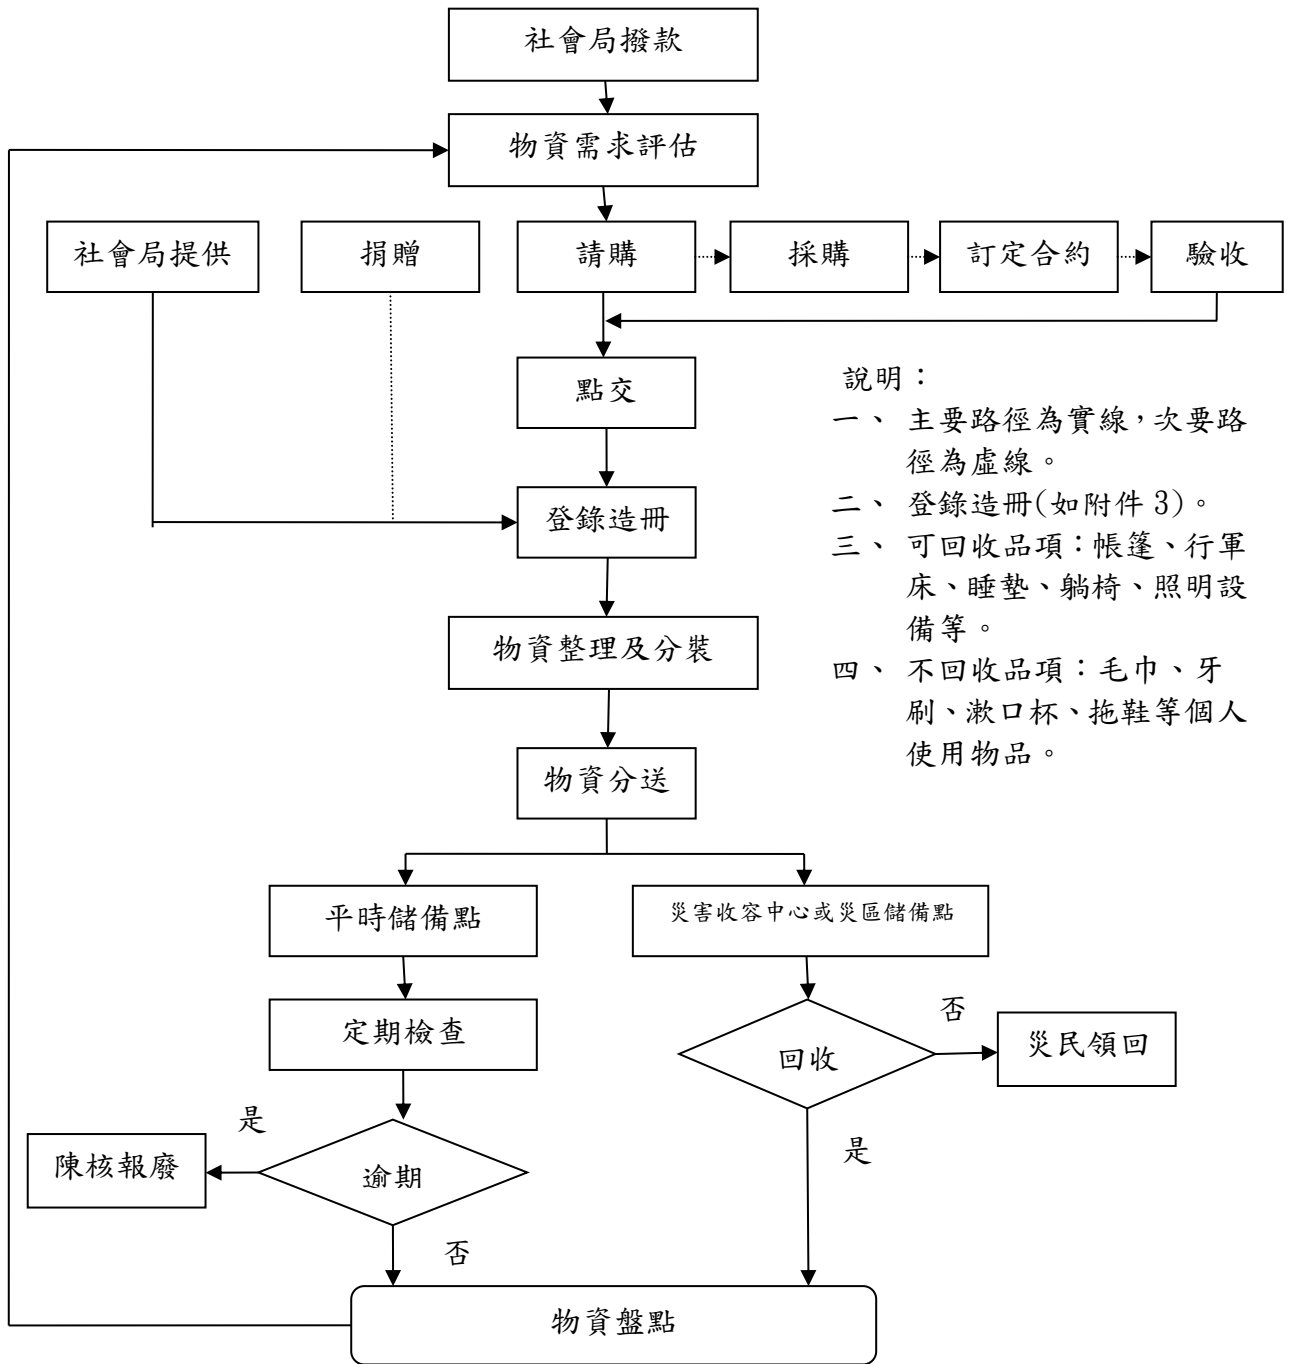 社會局撥款
物資需求評估
社會局提供
捐贈
請購
採購
訂定合約
驗收
點交
說明：
一、 主要路徑為實線，次要路
徑為虛線。
二、 登錄造冊(如附件 3)。
三、 可回收品項：帳篷、行軍
床、睡墊、躺椅、照明設
備等。
四、 不回收品項：毛巾、牙
刷、漱口杯、拖鞋等個人
使用物品。
登錄造冊
物資整理及分裝
物資分送
平時儲備點
災害收容中心或災區儲備點
定期檢查
回收
否
災民領回
是
陳核報廢
是
逾期
否
物資盤點